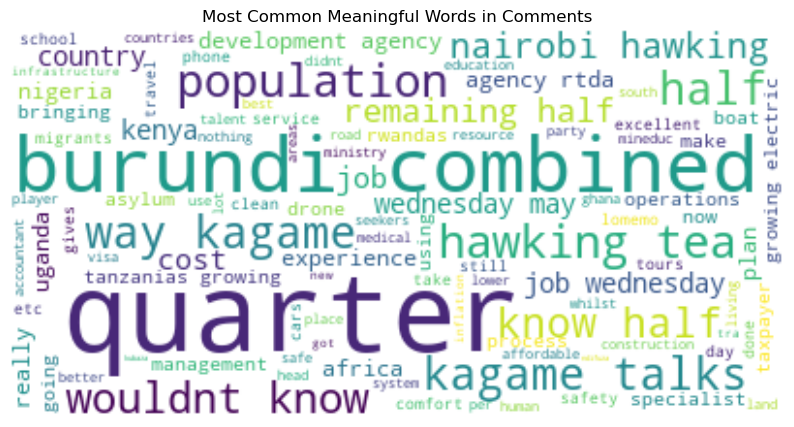 Most Common Meaningful Words in Comments
school
countries
development agency
nairobi hawking
country
phone
didnt
infrastructure
travel
population
education
agency rtda
half
nigeria
best
south
bringing
talent
service
remaining half
excellent
boat
growing electric
migrants
kenya
nothing
areas
road
rwandas
resource
party
mineduc
make
burundi
combined
ministry
job
player
asylum
use
lot
clean
drone
seekers
wednesday may
ghana
operations
lomemo
now
accountant
uganda
gives
way kagame
medical
using
hawking tea
plan
visa
cost
experience
still
tours
tanzanias growing
new
lower
take
job wednesday
etc
quarter
cars
place
inflation
whilst
know half
living
taxpayer
got
process
construction
tra
done
really
going
better
management
safe
affordable
day
head
africa
system
kagame talks
wouldnt know
comfort
per
human
safety
specialist
land